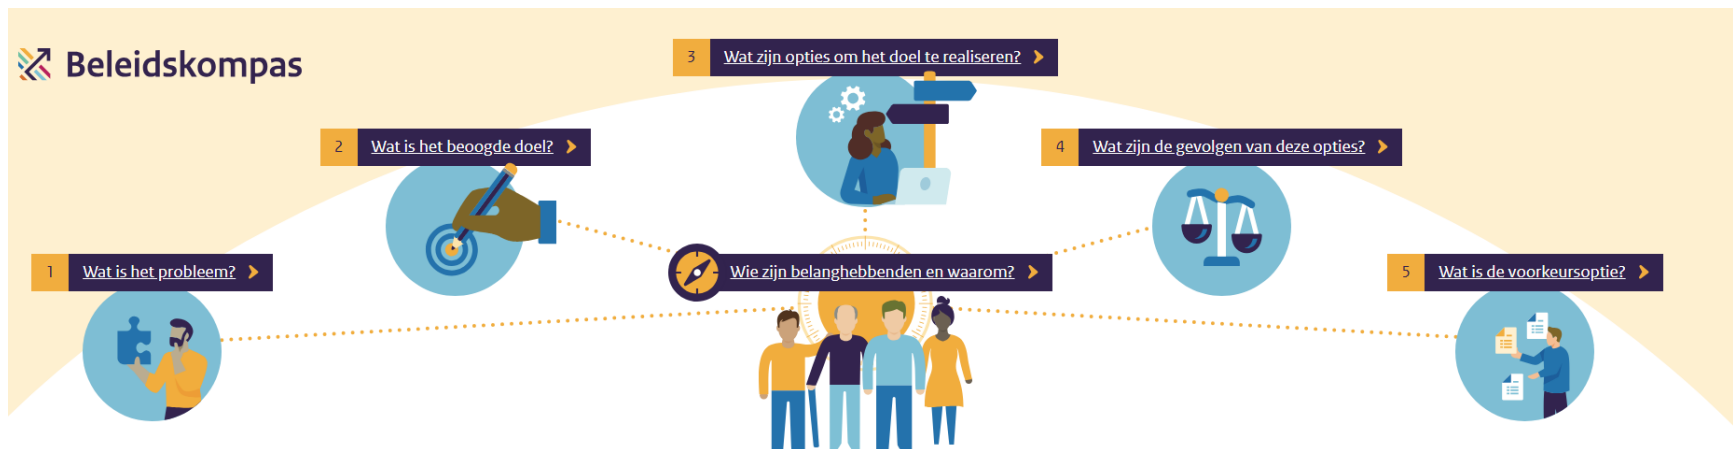 Beleidskompas
1 Wat is het probleem?
2 Wat is het beoogde doel?
3 Wat zijn opties om het doel te realiseren?
4 Wat zijn de gevolgen van deze opties?
5 Wat is de voorkeursoptie?
Wie zijn belanghebbenden en waarom?